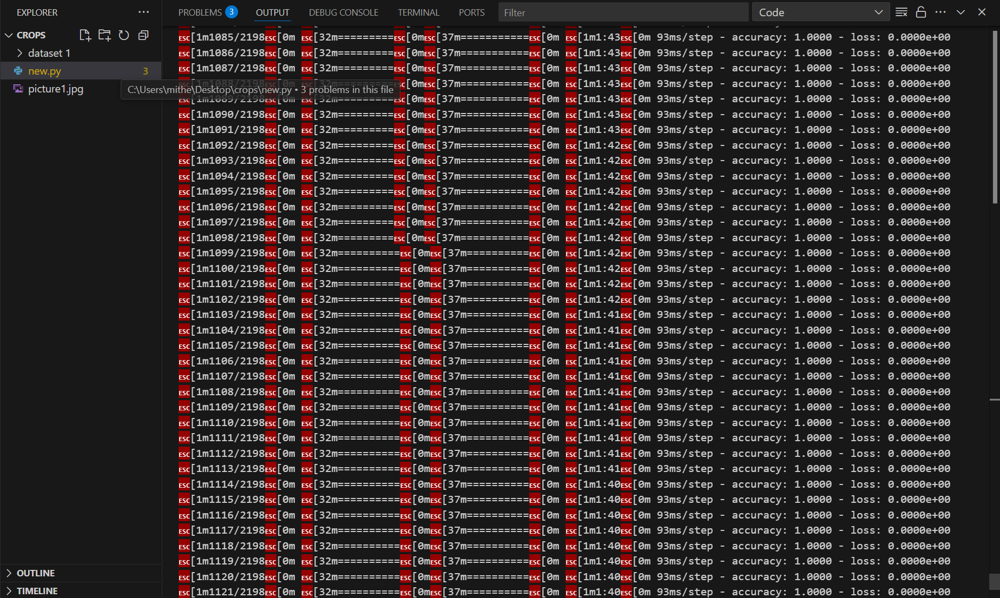 EXPLORER
CROPS
dataset 1
new.py 3
picture1.jpg
OUTLINE
TIMELINE
PROBLEMS 3 OUTPUT DEBUG CONSOLE TERMINAL PORTS Filter Code
ESC[1m1085/2198ESC[0m ESC[32m=========ESC[0mESC[37m===========ESC[0m ESC[1m1:43ESC[0m 93ms/step - accuracy: 1.0000 - loss: 0.0000e+00
ESC[1m1086/2198ESC[0m ESC[32m=========ESC[0mESC[37m===========ESC[0m ESC[1m1:43ESC[0m 93ms/step - accuracy: 1.0000 - loss: 0.0000e+00
ESC[1m1087/2198ESC[0m ESC[32m=========ESC[0mESC[37m===========ESC[0m ESC[1m1:43ESC[0m 93ms/step - accuracy: 1.0000 - loss: 0.0000e+00
ESC[1m1088/2198ESC[0m ESC[32m=========ESC[0mESC[37m===========ESC[0m ESC[1m1:43ESC[0m 93ms/step - accuracy: 1.0000 - loss: 0.0000e+00
C:\Users\mithe\Desktop\crops\new.py • 3 problems in this file
ESC[1m1089/2198ESC[0m ESC[32m=========ESC[0mESC[37m===========ESC[0m ESC[1m1:43ESC[0m 93ms/step - accuracy: 1.0000 - loss: 0.0000e+00
ESC[1m1090/2198ESC[0m ESC[32m=========ESC[0mESC[37m===========ESC[0m ESC[1m1:43ESC[0m 93ms/step - accuracy: 1.0000 - loss: 0.0000e+00
ESC[1m1091/2198ESC[0m ESC[32m=========ESC[0mESC[37m===========ESC[0m ESC[1m1:43ESC[0m 93ms/step - accuracy: 1.0000 - loss: 0.0000e+00
ESC[1m1092/2198ESC[0m ESC[32m=========ESC[0mESC[37m===========ESC[0m ESC[1m1:42ESC[0m 93ms/step - accuracy: 1.0000 - loss: 0.0000e+00
ESC[1m1093/2198ESC[0m ESC[32m=========ESC[0mESC[37m===========ESC[0m ESC[1m1:42ESC[0m 93ms/step - accuracy: 1.0000 - loss: 0.0000e+00
ESC[1m1094/2198ESC[0m ESC[32m=========ESC[0mESC[37m===========ESC[0m ESC[1m1:42ESC[0m 93ms/step - accuracy: 1.0000 - loss: 0.0000e+00
ESC[1m1095/2198ESC[0m ESC[32m=========ESC[0mESC[37m===========ESC[0m ESC[1m1:42ESC[0m 93ms/step - accuracy: 1.0000 - loss: 0.0000e+00
ESC[1m1096/2198ESC[0m ESC[32m=========ESC[0mESC[37m===========ESC[0m ESC[1m1:42ESC[0m 93ms/step - accuracy: 1.0000 - loss: 0.0000e+00
ESC[1m1097/2198ESC[0m ESC[32m=========ESC[0mESC[37m===========ESC[0m ESC[1m1:42ESC[0m 93ms/step - accuracy: 1.0000 - loss: 0.0000e+00
ESC[1m1098/2198ESC[0m ESC[32m=========ESC[0mESC[37m===========ESC[0m ESC[1m1:42ESC[0m 93ms/step - accuracy: 1.0000 - loss: 0.0000e+00
ESC[1m1099/2198ESC[0m ESC[32m==========ESC[0mESC[37m==========ESC[0m ESC[1m1:42ESC[0m 93ms/step - accuracy: 1.0000 - loss: 0.0000e+00
ESC[1m1100/2198ESC[0m ESC[32m==========ESC[0mESC[37m==========ESC[0m ESC[1m1:42ESC[0m 93ms/step - accuracy: 1.0000 - loss: 0.0000e+00
ESC[1m1101/2198ESC[0m ESC[32m==========ESC[0mESC[37m==========ESC[0m ESC[1m1:42ESC[0m 93ms/step - accuracy: 1.0000 - loss: 0.0000e+00
ESC[1m1102/2198ESC[0m ESC[32m==========ESC[0mESC[37m==========ESC[0m ESC[1m1:42ESC[0m 93ms/step - accuracy: 1.0000 - loss: 0.0000e+00
ESC[1m1103/2198ESC[0m ESC[32m==========ESC[0mESC[37m==========ESC[0m ESC[1m1:41ESC[0m 93ms/step - accuracy: 1.0000 - loss: 0.0000e+00
ESC[1m1104/2198ESC[0m ESC[32m==========ESC[0mESC[37m==========ESC[0m ESC[1m1:41ESC[0m 93ms/step - accuracy: 1.0000 - loss: 0.0000e+00
ESC[1m1105/2198ESC[0m ESC[32m==========ESC[0mESC[37m==========ESC[0m ESC[1m1:41ESC[0m 93ms/step - accuracy: 1.0000 - loss: 0.0000e+00
ESC[1m1106/2198ESC[0m ESC[32m==========ESC[0mESC[37m==========ESC[0m ESC[1m1:41ESC[0m 93ms/step - accuracy: 1.0000 - loss: 0.0000e+00
ESC[1m1107/2198ESC[0m ESC[32m==========ESC[0mESC[37m==========ESC[0m ESC[1m1:41ESC[0m 93ms/step - accuracy: 1.0000 - loss: 0.0000e+00
ESC[1m1108/2198ESC[0m ESC[32m==========ESC[0mESC[37m==========ESC[0m ESC[1m1:41ESC[0m 93ms/step - accuracy: 1.0000 - loss: 0.0000e+00
ESC[1m1109/2198ESC[0m ESC[32m==========ESC[0mESC[37m==========ESC[0m ESC[1m1:41ESC[0m 93ms/step - accuracy: 1.0000 - loss: 0.0000e+00
ESC[1m1110/2198ESC[0m ESC[32m==========ESC[0mESC[37m==========ESC[0m ESC[1m1:41ESC[0m 93ms/step - accuracy: 1.0000 - loss: 0.0000e+00
ESC[1m1111/2198ESC[0m ESC[32m==========ESC[0mESC[37m==========ESC[0m ESC[1m1:41ESC[0m 93ms/step - accuracy: 1.0000 - loss: 0.0000e+00
ESC[1m1112/2198ESC[0m ESC[32m==========ESC[0mESC[37m==========ESC[0m ESC[1m1:41ESC[0m 93ms/step - accuracy: 1.0000 - loss: 0.0000e+00
ESC[1m1113/2198ESC[0m ESC[32m==========ESC[0mESC[37m==========ESC[0m ESC[1m1:41ESC[0m 93ms/step - accuracy: 1.0000 - loss: 0.0000e+00
ESC[1m1114/2198ESC[0m ESC[32m==========ESC[0mESC[37m==========ESC[0m ESC[1m1:40ESC[0m 93ms/step - accuracy: 1.0000 - loss: 0.0000e+00
ESC[1m1115/2198ESC[0m ESC[32m==========ESC[0mESC[37m==========ESC[0m ESC[1m1:40ESC[0m 93ms/step - accuracy: 1.0000 - loss: 0.0000e+00
ESC[1m1116/2198ESC[0m ESC[32m==========ESC[0mESC[37m==========ESC[0m ESC[1m1:40ESC[0m 93ms/step - accuracy: 1.0000 - loss: 0.0000e+00
ESC[1m1117/2198ESC[0m ESC[32m==========ESC[0mESC[37m==========ESC[0m ESC[1m1:40ESC[0m 93ms/step - accuracy: 1.0000 - loss: 0.0000e+00
ESC[1m1118/2198ESC[0m ESC[32m==========ESC[0mESC[37m==========ESC[0m ESC[1m1:40ESC[0m 93ms/step - accuracy: 1.0000 - loss: 0.0000e+00
ESC[1m1119/2198ESC[0m ESC[32m==========ESC[0mESC[37m==========ESC[0m ESC[1m1:40ESC[0m 93ms/step - accuracy: 1.0000 - loss: 0.0000e+00
ESC[1m1120/2198ESC[0m ESC[32m==========ESC[0mESC[37m==========ESC[0m ESC[1m1:40ESC[0m 93ms/step - accuracy: 1.0000 - loss: 0.0000e+00
ESC[1m1121/2198ESC[0m ESC[32m==========ESC[0mESC[37m==========ESC[0m ESC[1m1:40ESC[0m 93ms/step - accuracy: 1.0000 - loss: 0.0000e+00